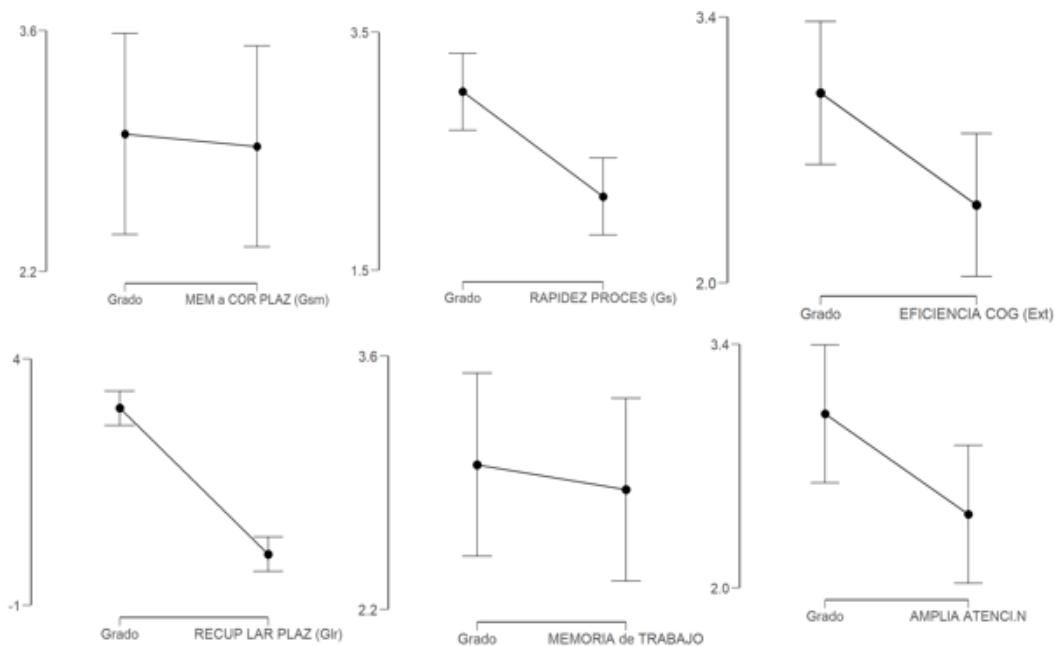 3.6
2.2
Grado
MEM a COR PLAZ (Gsm)
3.5
1.5
Grado
RAPIDEZ PROCES (Gs)
3.4
2.0
Grado
EFICIENCIA COG (Ext)
4
-1
Grado
RECUP LAR PLAZ (Glr)
3.6
2.2
Grado
MEMORIA de TRABAJO
3.4
2.0
Grado
AMPLIA ATENCI.N